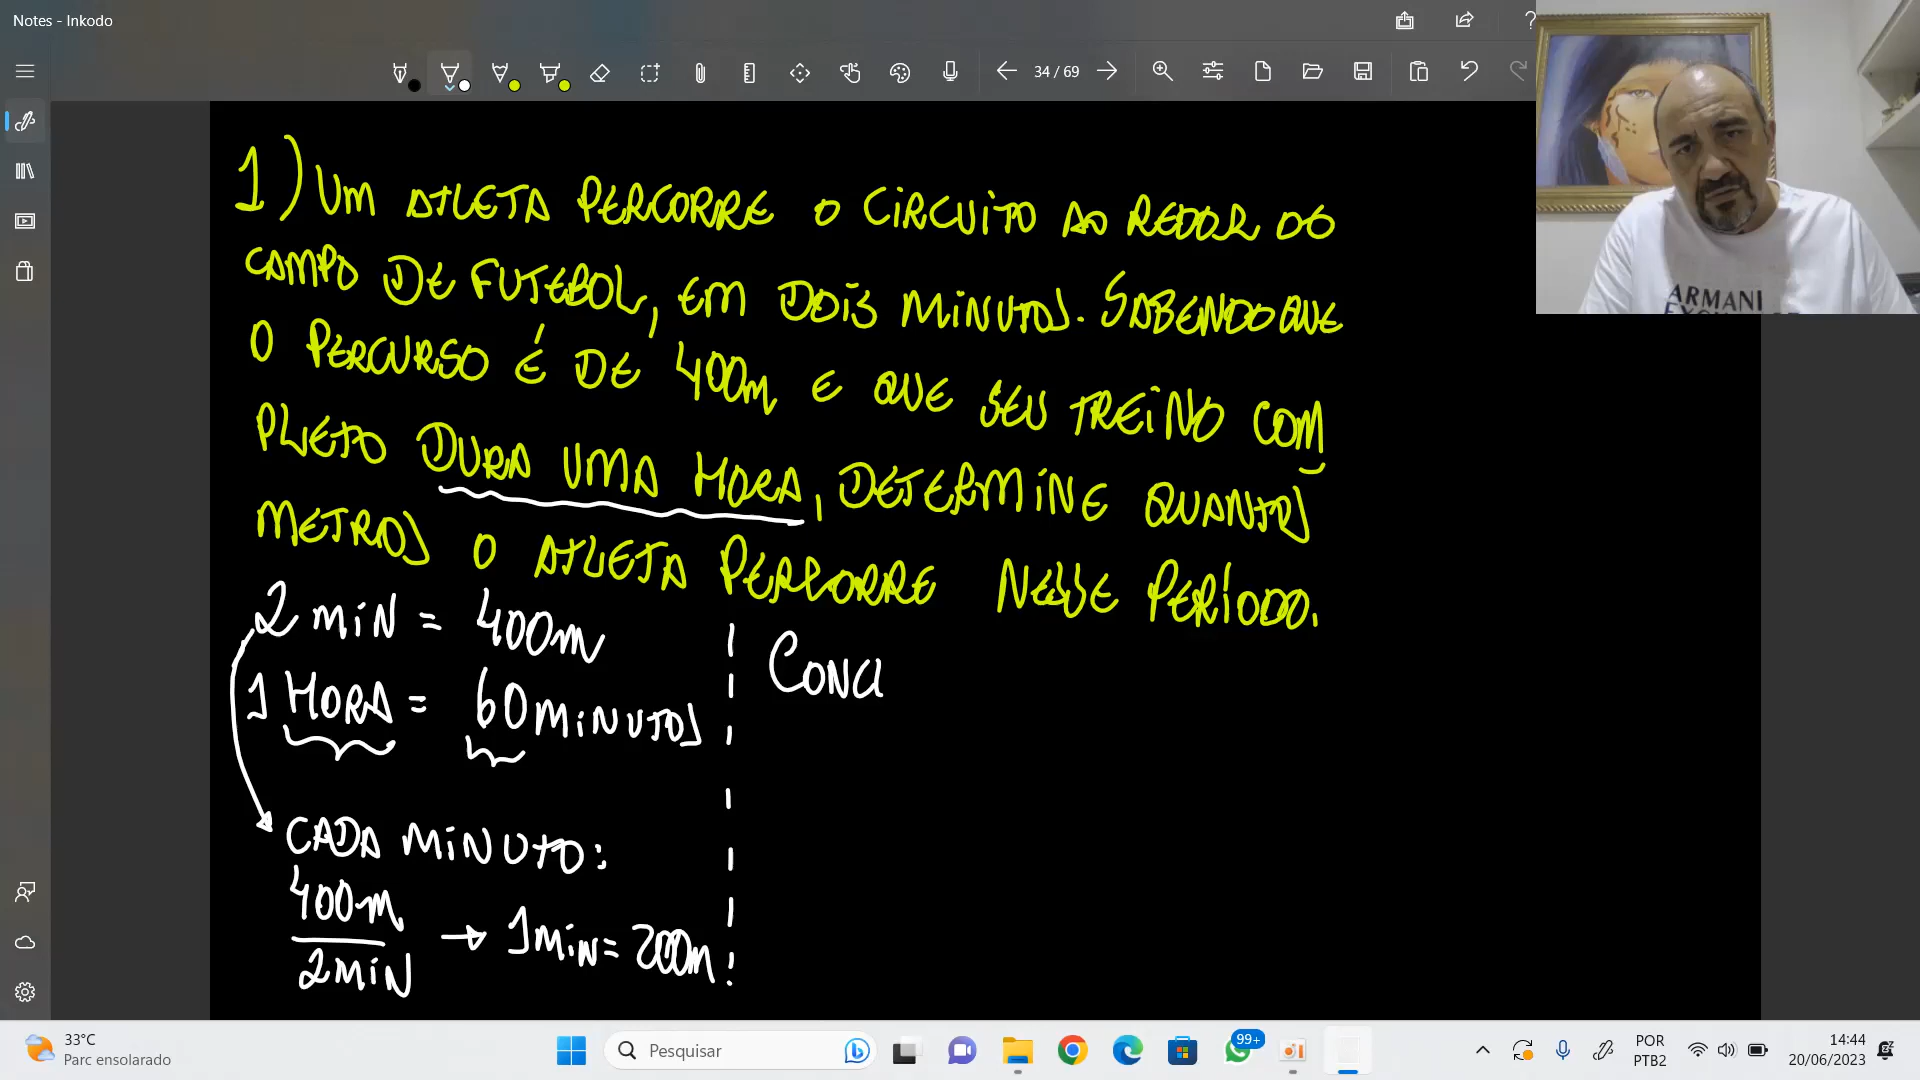 Notes - Inkodo
34 / 69
ARMANI
1) UM ATLETA PERCORRE O CIRCUITO AO REDOR DO
CAMPO DE FUTEBOL, EM DOIS MINUTOS. SABENDO QUE
O PERCURSO É DE 400m E QUE SEU TREINO COM
PLETO DURA UMA HORA, DETERMINE QUANTOS
METROS O ATLETA PERCORRE NESSE PERÍODO.
2 MIN = 400m
1 HORA = 60 MINUTOS
CADA MINUTO:
400m
2MIN
→ 1MIN = 200m
CONCL
33°C
Parc ensolarado
Pesquisar
99+
POR
PTB2
14:44
20/06/2023